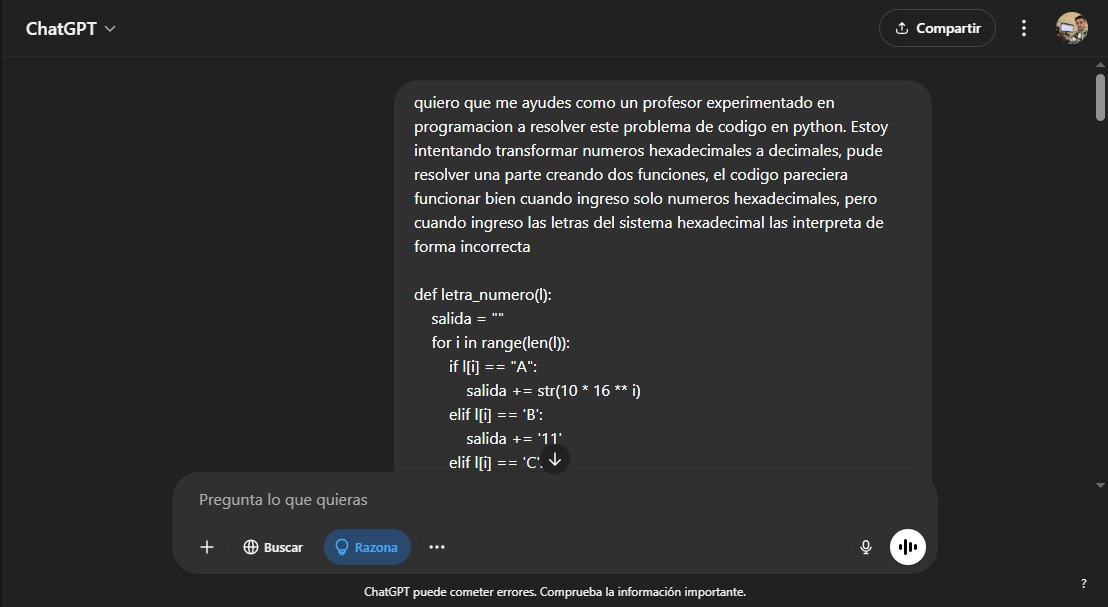 ChatGPT
Compartir
quiero que me ayudes como un profesor experimentado en
programacion a resolver este problema de codigo en python. Estoy
intentando transformar numeros hexadecimales a decimales, pude
resolver una parte creando dos funciones, el codigo pareciera
funcionar bien cuando ingreso solo numeros hexadecimales, pero
cuando ingreso las letras del sistema hexadecimal las interpreta de
forma incorrecta
def letra_numero(l):
salida = ""
for i in range(len(l)):
if l[i] == "A":
salida += str(10 * 16 ** i)
elif l[i] == 'B':
salida += '11'
elif l[i] == 'C':
Pregunta lo que quieras
Buscar
Razona
ChatGPT puede cometer errores. Comprueba la información importante.
?